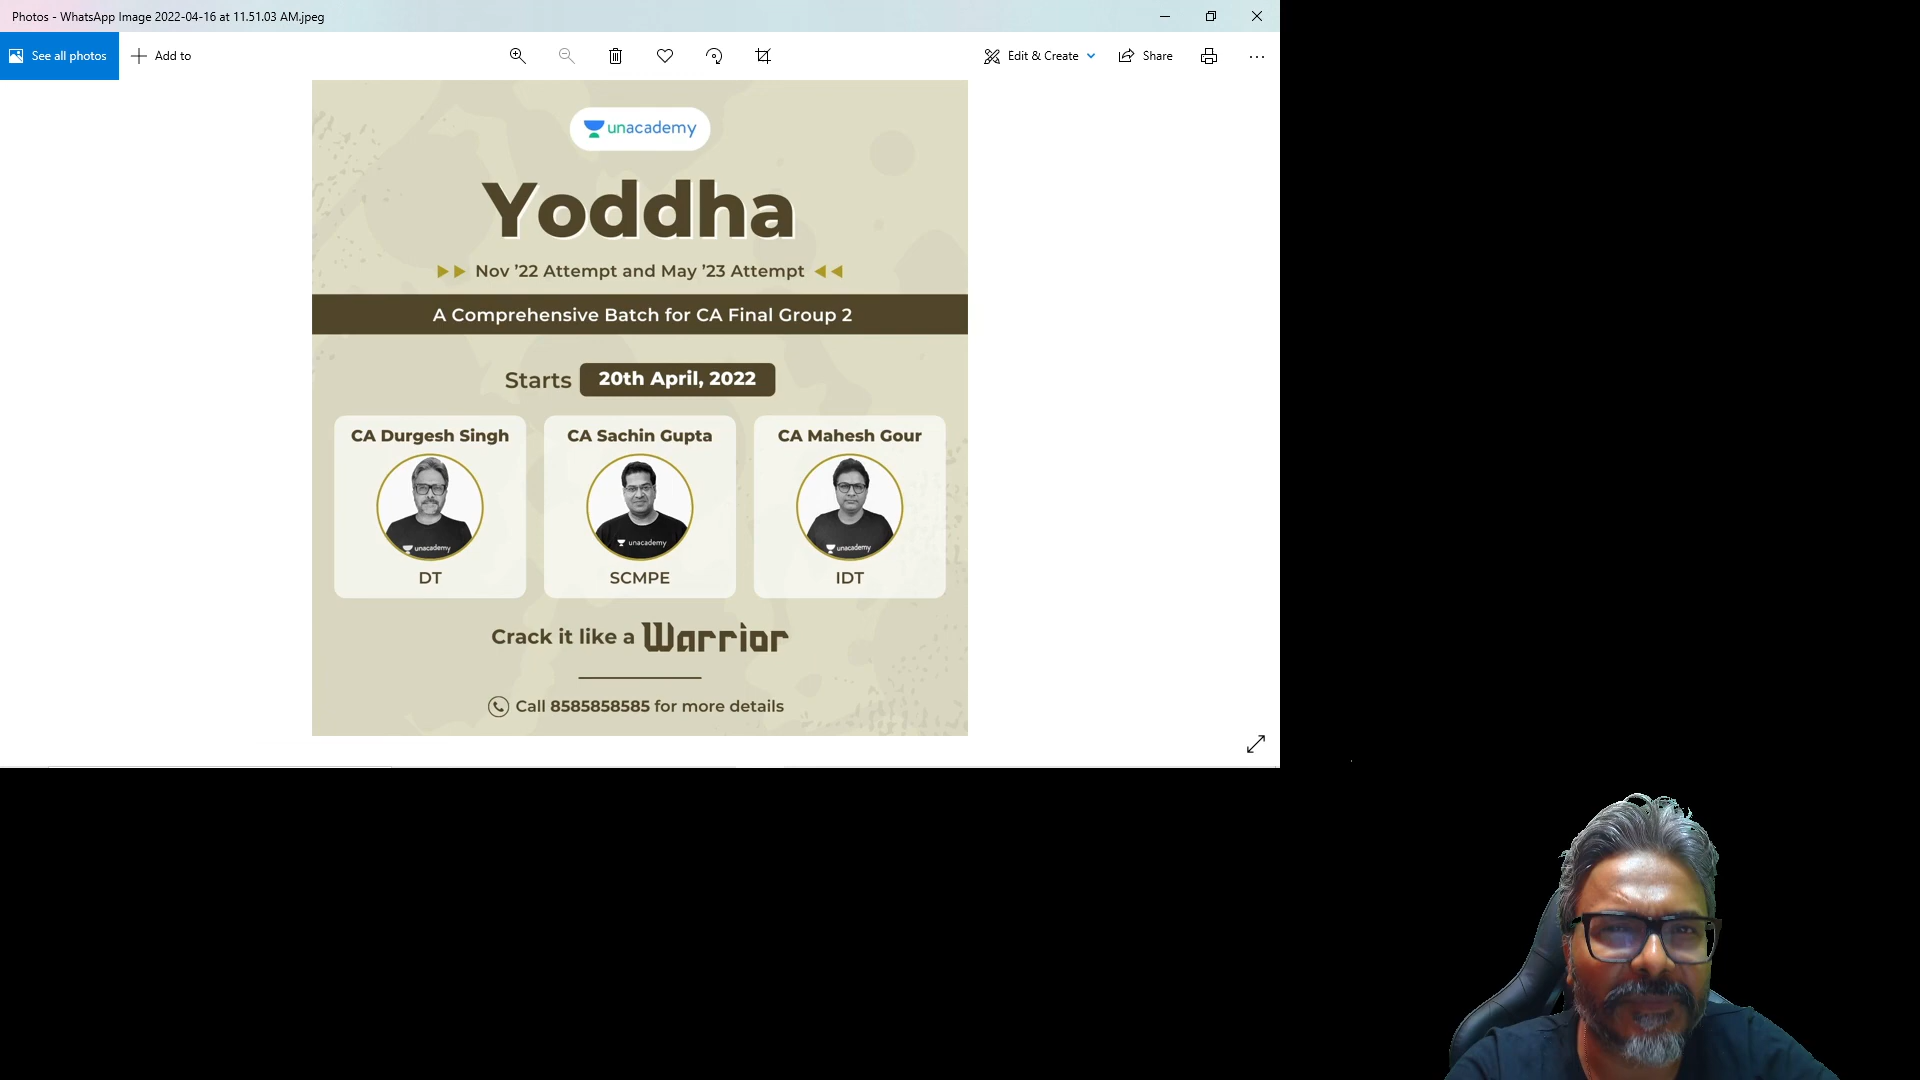 Photos - WhatsApp Image 2022-04-16 at 11.51.03 AM.jpeg
See all photos
Add to
Edit & Create
Share
unacademy
Yoddha
Nov '22 Attempt and May '23 Attempt
A Comprehensive Batch for CA Final Group 2
Starts 20th April, 2022
CA Durgesh Singh
unacademy
DT
CA Sachin Gupta
unacademy
SCMPE
CA Mahesh Gour
unacademy
IDT
Crack it like a Warrior
Call 8585858585 for more details